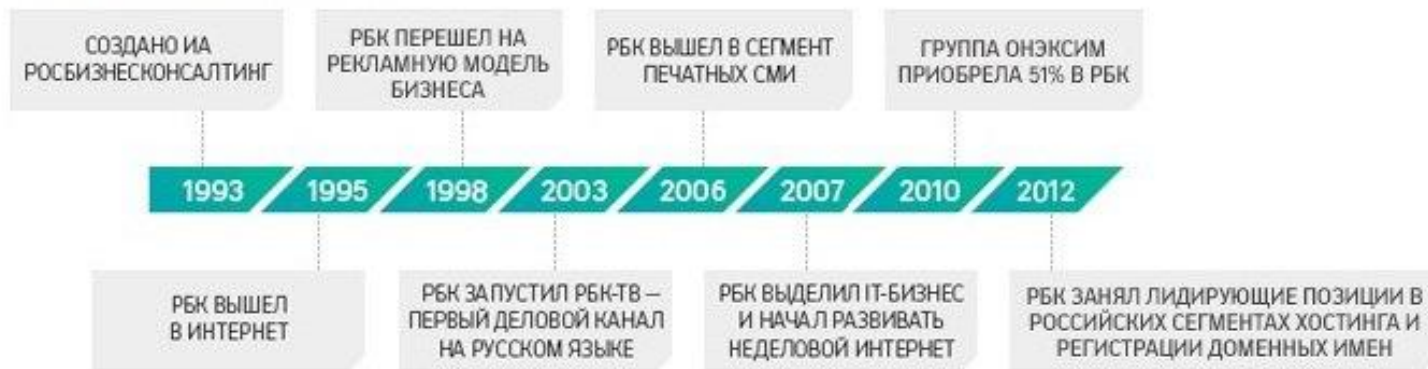 СОЗДАНО ИА
РОСБИЗНЕСКОНСАЛТИНГ
РБК ПЕРЕШЕЛ НА
РЕКЛАМНУЮ МОДЕЛЬ
БИЗНЕСА
РБК ВЫШЕЛ В СЕГМЕНТ
ПЕЧАТНЫХ СМИ
ГРУППА ОНЭКСИМ
ПРИОБРЕЛА 51% В РБК
1993 1995 1998 2003 2006 2007 2010 2012
РБК ВЫШЕЛ
В ИНТЕРНЕТ
РБК ЗАПУСТИЛ РБК-ТВ —
ПЕРВЫЙ ДЕЛОВОЙ КАНАЛ
НА РУССКОМ ЯЗЫКЕ
РБК ВЫДЕЛИЛ IT-БИЗНЕС
И НАЧАЛ РАЗВИВАТЬ
НЕДЕЛОВОЙ ИНТЕРНЕТ
РБК ЗАНЯЛ ЛИДИРУЮЩИЕ ПОЗИЦИИ В
РОССИЙСКИХ СЕГМЕНТАХ ХОСТИНГА И
РЕГИСТРАЦИИ ДОМЕННЫХ ИМЕН